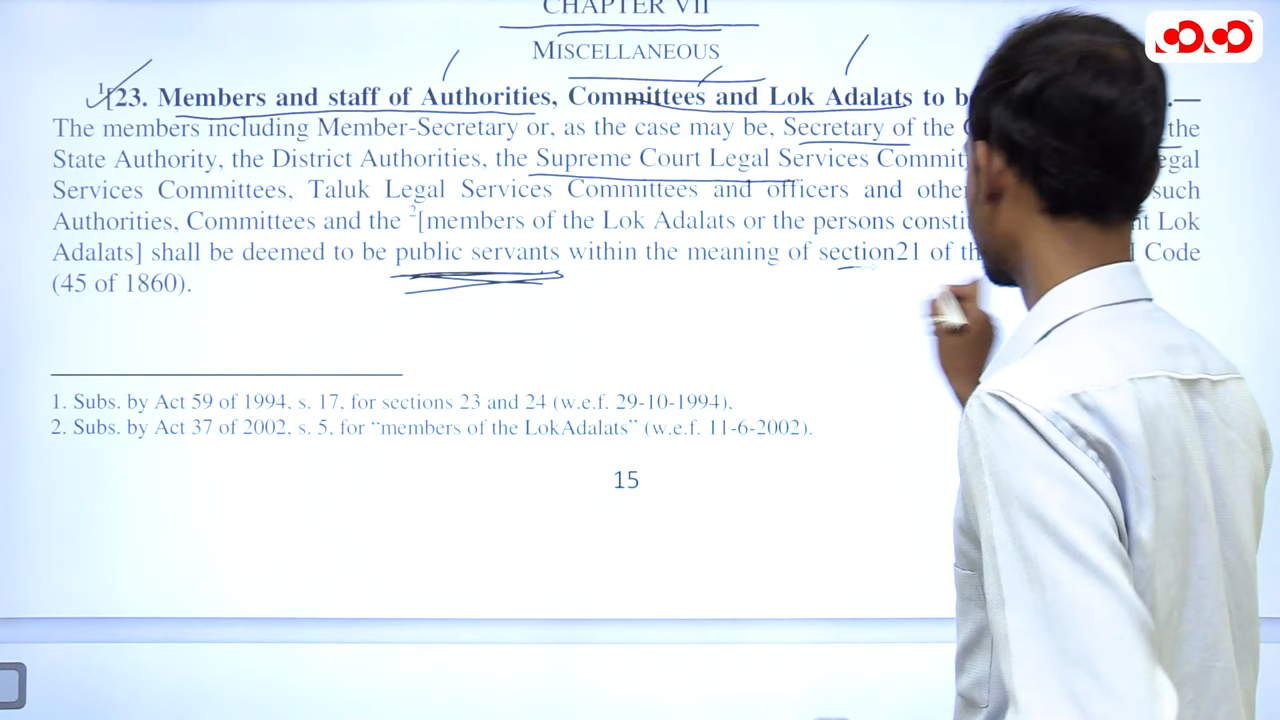 CHAPTER VII
MISCELLANEOUS
¹[23. Members and staff of Authorities, Committees and Lok Adalats to b .—
The members including Member-Secretary or, as the case may be, Secretary of the C the
State Authority, the District Authorities, the Supreme Court Legal Services Commit egal
Services Committees, Taluk Legal Services Committees and officers and othe such
Authorities, Committees and the ²[members of the Lok Adalats or the persons constit nt Lok
Adalats] shall be deemed to be public servants within the meaning of section21 of th l Code
(45 of 1860).
1. Subs. by Act 59 of 1994, s. 17, for sections 23 and 24 (w.e.f. 29-10-1994).
2. Subs. by Act 37 of 2002, s. 5, for “members of the LokAdalats” (w.e.f. 11-6-2002).
15